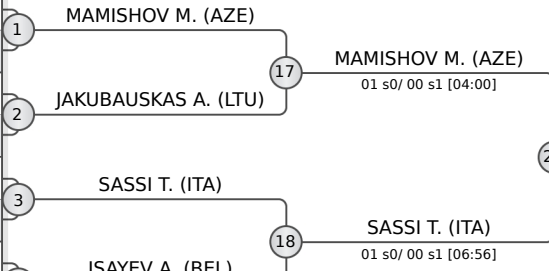 MAMISHOV M. (AZE)
1
17
MAMISHOV M. (AZE)
01 s0/ 00 s1 [04:00]
JAKUBAUSKAS A. (LTU)
2
SASSI T. (ITA)
3
18
SASSI T. (ITA)
01 s0/ 00 s1 [06:56]
ISAYEV A. (BEL)